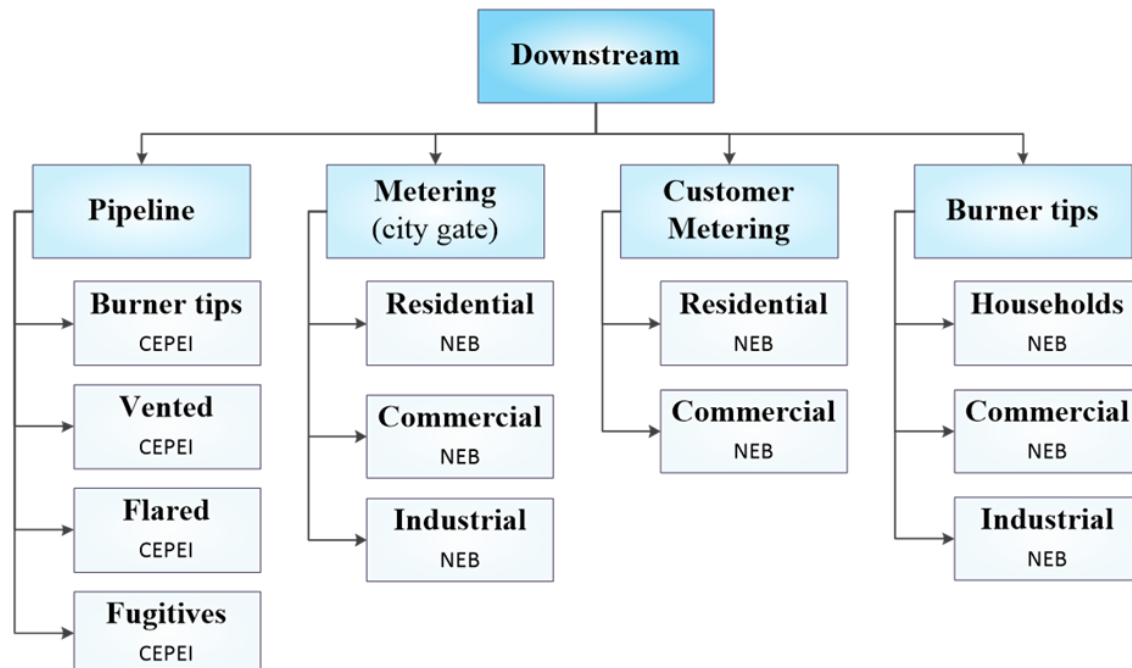 Downstream
Pipeline
Burner tips
CEPEI
Vented
CEPEI
Flared
CEPEI
Fugitives
CEPEI
Metering
(city gate)
Residential
NEB
Commercial
NEB
Industrial
NEB
Customer
Metering
Residential
NEB
Commercial
NEB
Burner tips
Households
NEB
Commercial
NEB
Industrial
NEB